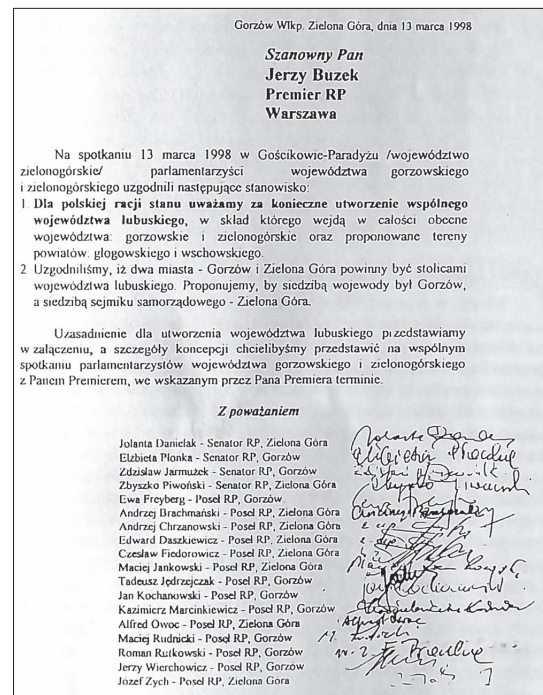 Gorzów Wlkp. Zielona Góra, dnia 13 marca 1998
Szanowny Pan
Jerzy Buzek
Premier RP
Warszawa
Na spotkaniu 13 marca 1998 w Gościkowie-Paradyżu /województwo
zielonogórskie/ parlamentarzyści województwa gorzowskiego
i zielonogórskiego uzgodnili następujące stanowisko:
1. Dla polskiej racji stanu uważamy za konieczne utworzenie wspólnego
województwa lubuskiego, w skład którego wejdą w całości obecne
województwa: gorzowskie i zielonogórskie oraz proponowane tereny
powiatów: głogowskiego i wschowskiego.
2. Uzgodniliśmy, iż dwa miasta - Gorzów i Zielona Góra powinny być stolicami
województwa lubuskiego. Proponujemy, by siedzibą wojewody był Gorzów,
a siedzibą sejmiku samorządowego - Zielona Góra.
Uzasadnienie dla utworzenia województwa lubuskiego przedstawiamy
w załączeniu, a szczegóły koncepcji chcielibyśmy przedstawić na wspólnym
spotkaniu parlamentarzystów województwa gorzowskiego i zielonogórskiego
z Panem Premierem, we wskazanym przez Pana Premiera terminie.
Z poważaniem
Jolanta Danielak - Senator RP, Zielona Góra
Elżbieta Płonka - Senator RP, Gorzów
Zdzisław Jarmużek - Senator RP, Gorzów
Zbyszko Piwoński - Senator RP, Zielona Góra
Ewa Freyberg - Poseł RP, Gorzów
Andrzej Brachmański - Poseł RP, Zielona Góra
Andrzej Chrzanowski - Poseł RP, Zielona Góra
Edward Daszkiewicz - Poseł RP, Zielona Góra
Czesław Fiedorowicz - Poseł RP, Zielona Góra
Maciej Jankowski - Poseł RP, Zielona Góra
Tadeusz Jędrzejczak - Poseł RP, Gorzów
Jan Kochanowski - Poseł RP, Gorzów
Kazimierz Marcinkiewicz - Poseł RP, Gorzów
Alfred Owoc - Poseł RP, Zielona Góra
Maciej Rudnicki - Poseł RP, Gorzów
Roman Rutkowski - Poseł RP, Gorzów
Jerzy Wierchowicz - Poseł RP, Gorzów
Józef Zych - Poseł RP, Zielona Góra